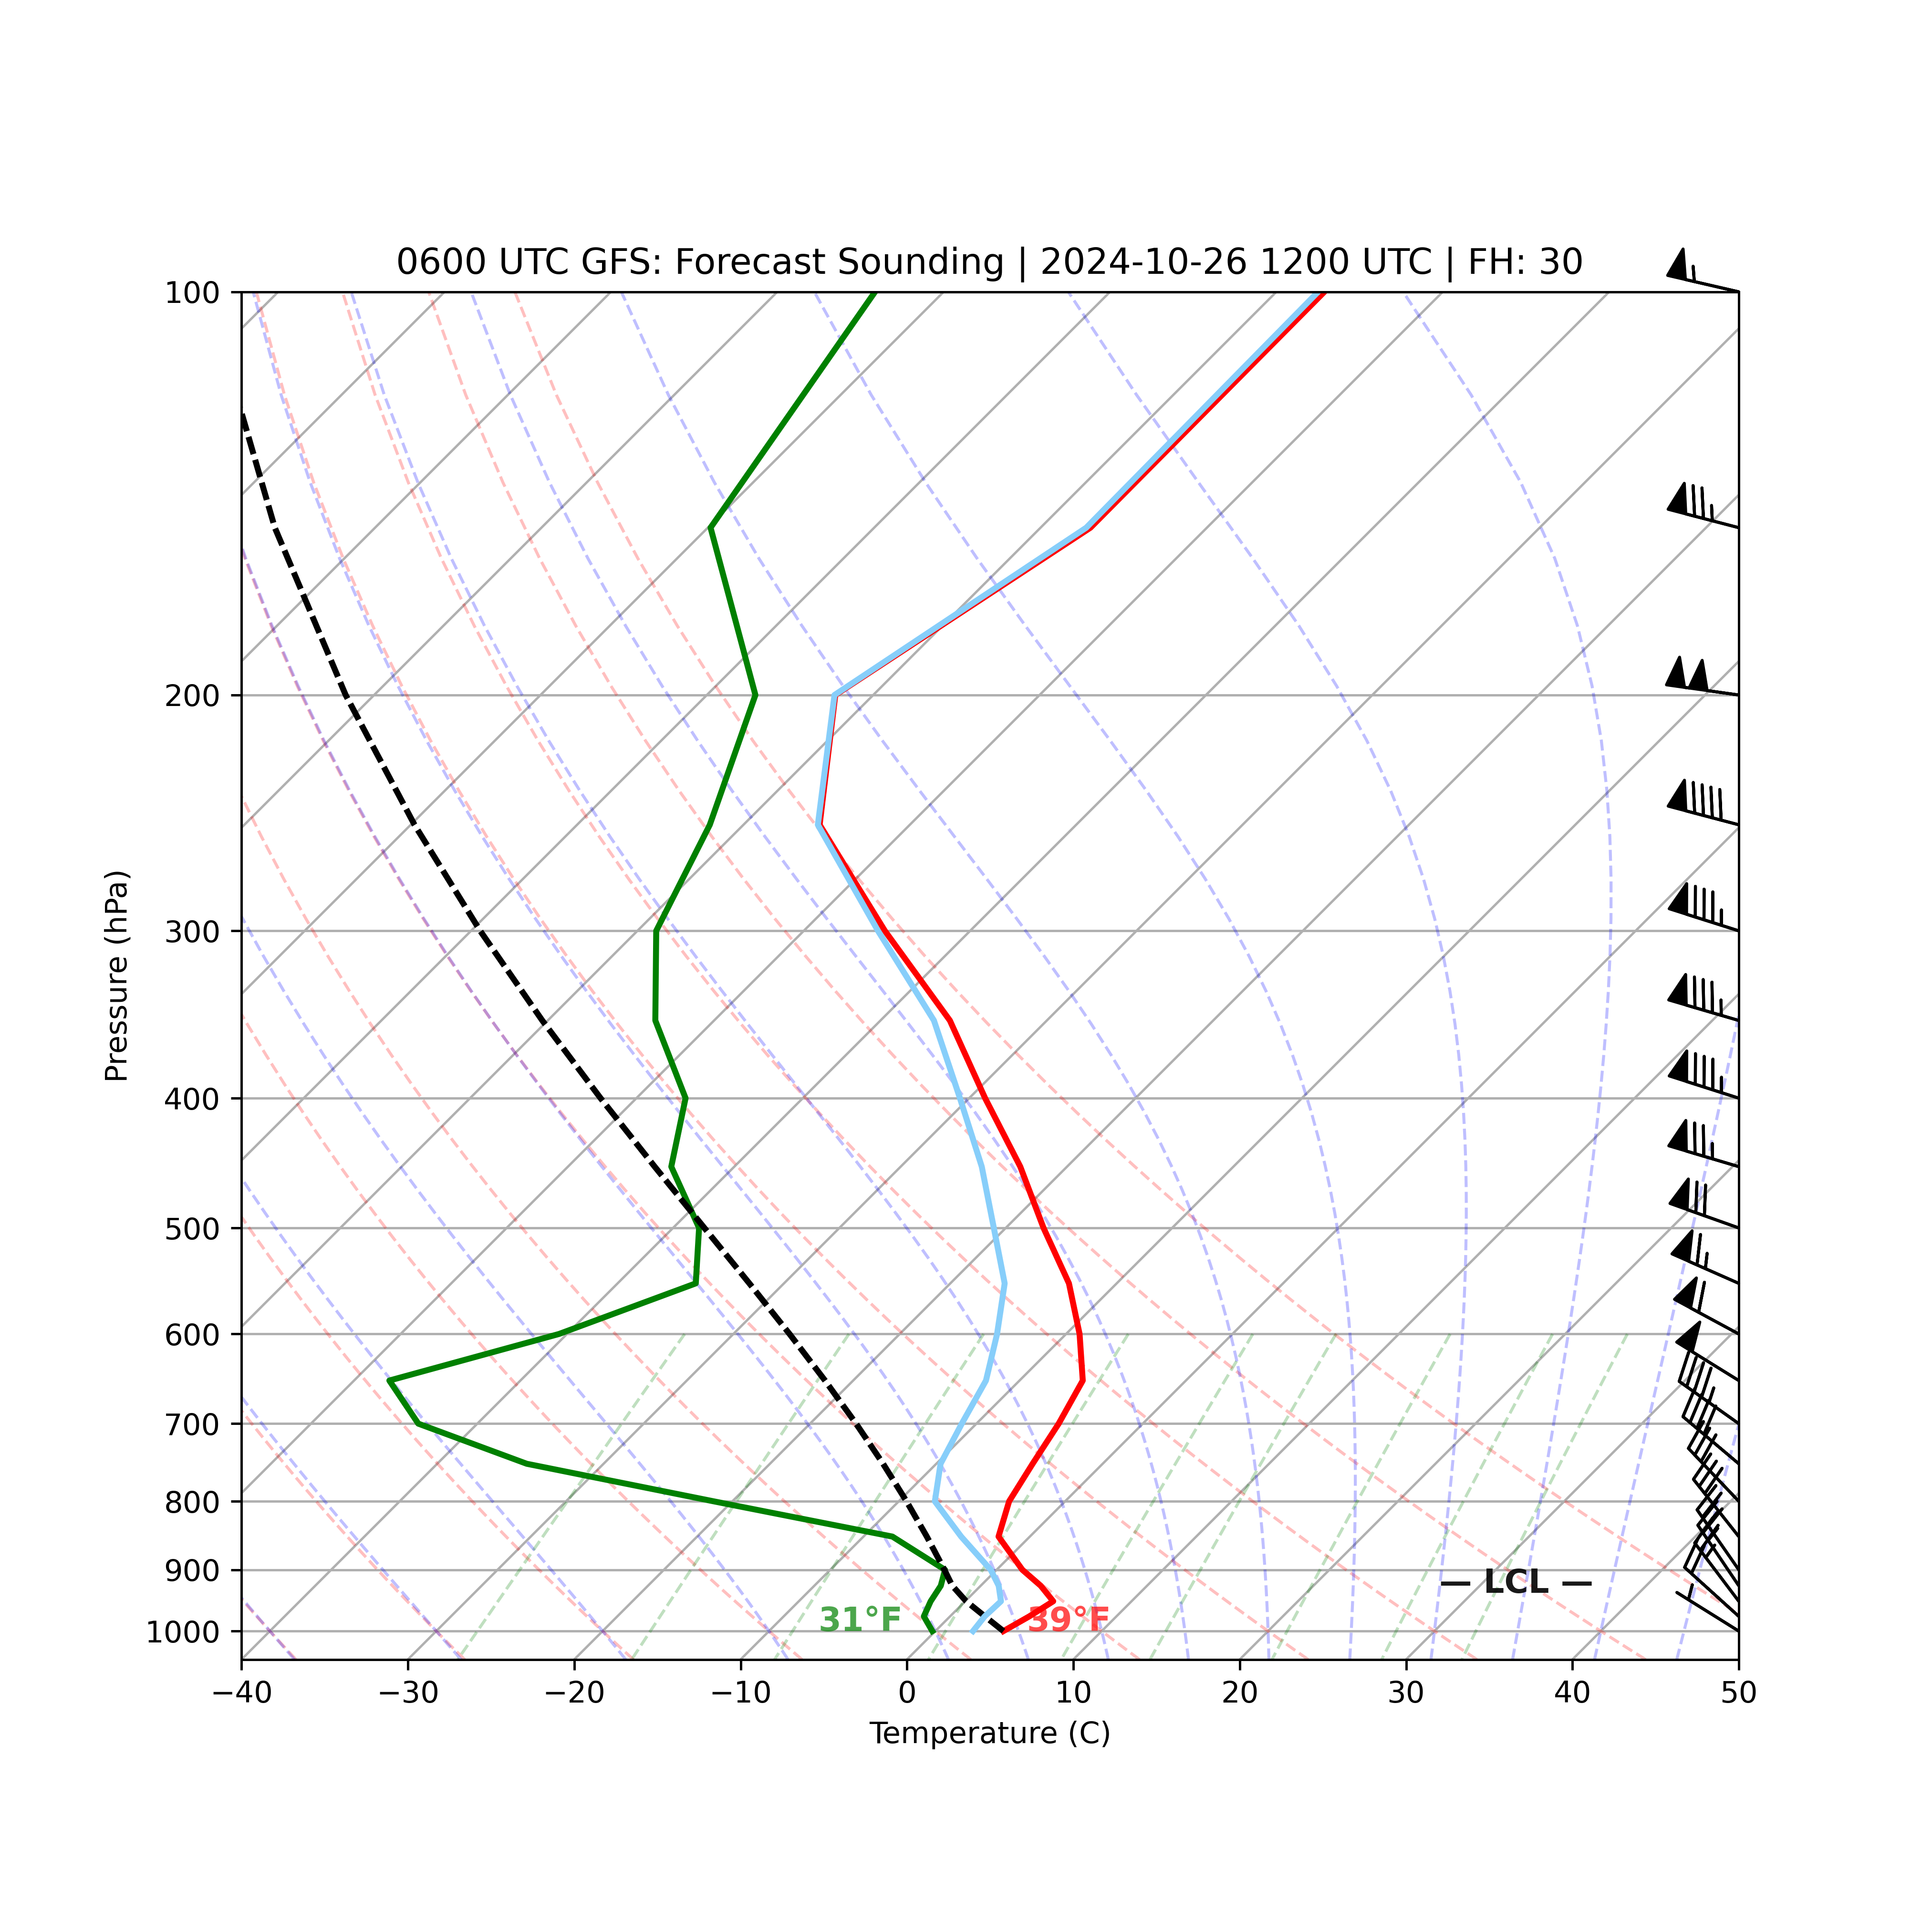 0600 UTC GFS: Forecast Sounding | 2024-10-26 1200 UTC | FH: 30
100
200
300
400
500
600
700
800
900
1000
Pressure (hPa)
— LCL —
31°F
39°F
−40 −30 −20 −10 0 10 20 30 40 50
Temperature (C)